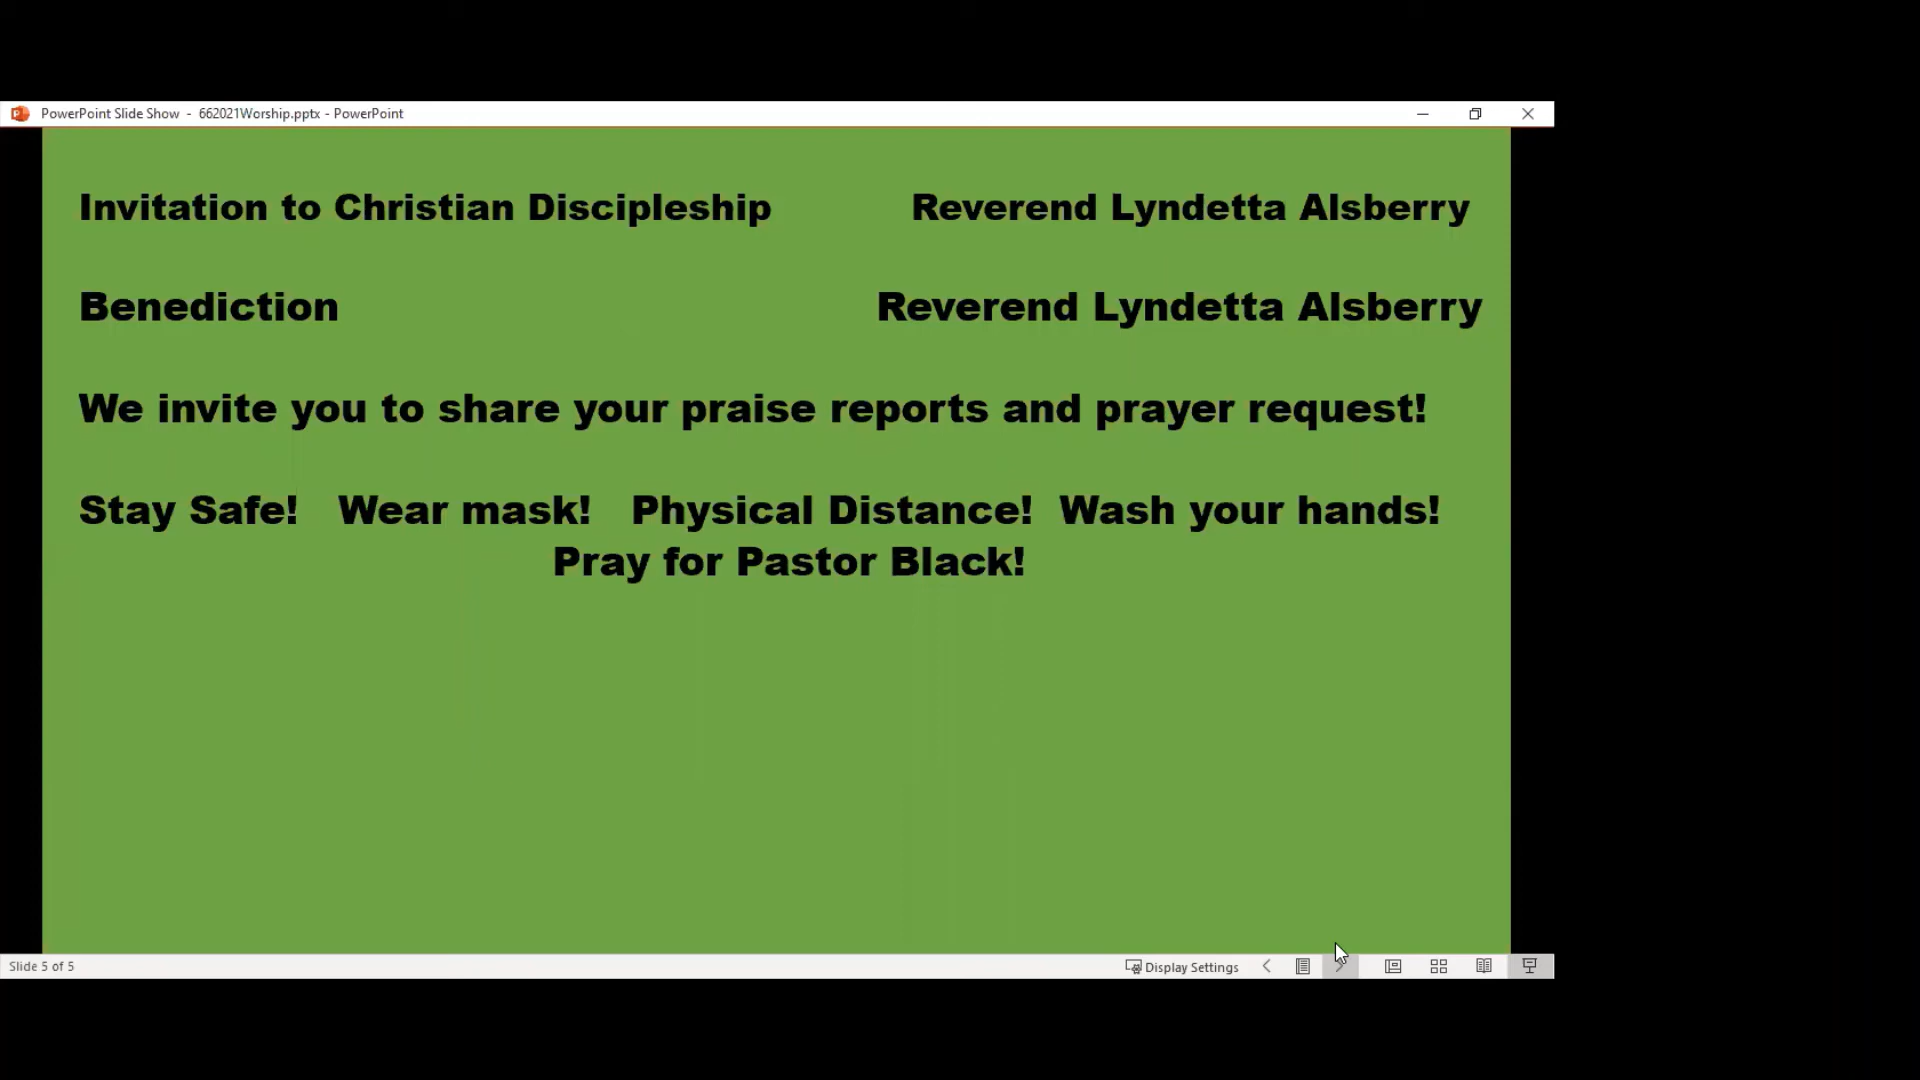 PowerPoint Slide Show - 662021Worship.pptx - PowerPoint
Invitation to Christian Discipleship Reverend Lyndetta Alsberry
Benediction Reverend Lyndetta Alsberry
We invite you to share your praise reports and prayer request!
Stay Safe! Wear mask! Physical Distance! Wash your hands!
Pray for Pastor Black!
Slide 5 of 5 Display Settings